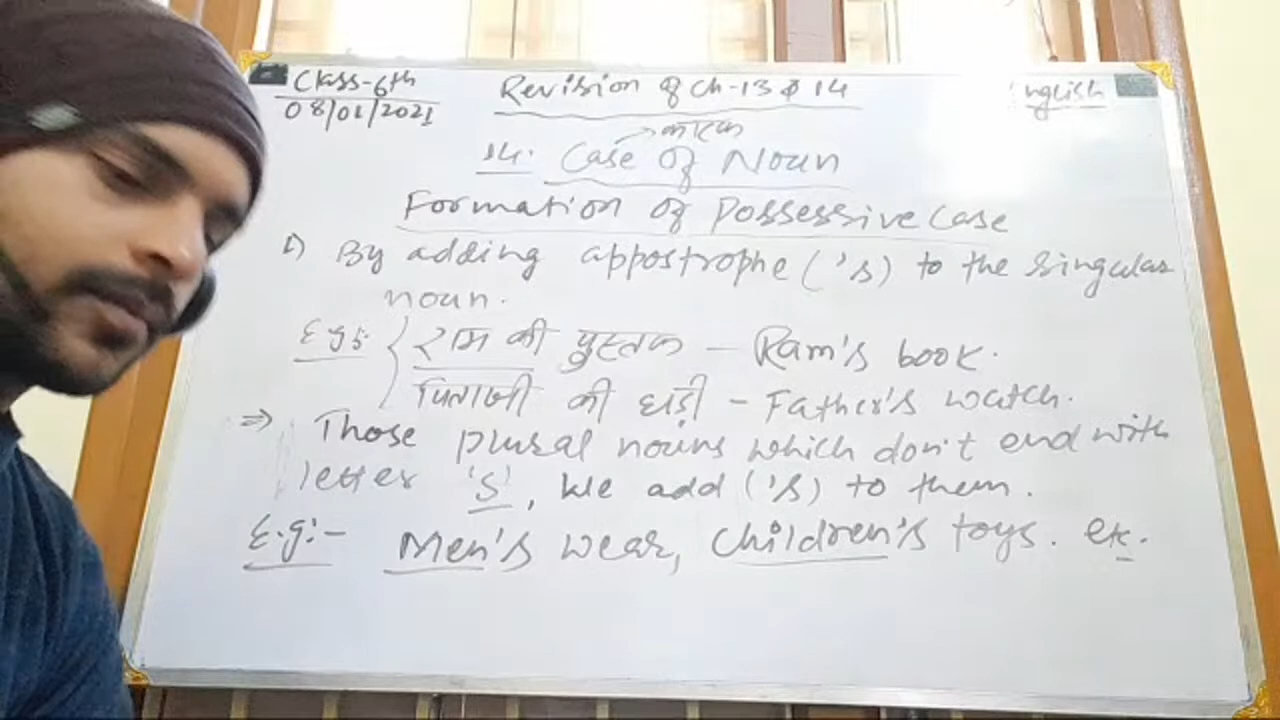 Class-6th
08/01/2021
Revision of Ch-13 & 14
nglish
→ कारक
14. Case of Noun
Formation of Possessive Case
1) By adding appostrophe ('s) to the singular
noun.
E.g:- राम की पुस्तक - Ram's book.
पिताजी की घड़ी - Father's watch.
⇒ Those plural nouns which don't end with
letter 'S', We add ('s) to them.
E.g:- Men's wear, Children's toys. etc.